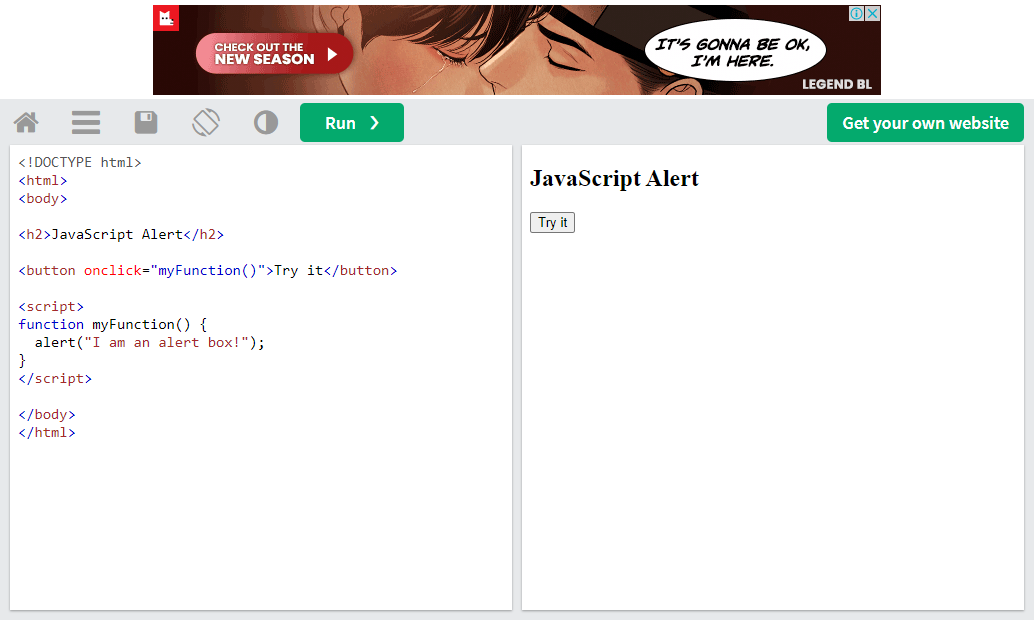 CHECK OUT THE
NEW SEASON
IT'S GONNA BE OK,
I'M HERE.
LEGEND BL
Run ❯
Get your own website
<!DOCTYPE html>
<html>
<body>
<h2>JavaScript Alert</h2>
<button onclick="myFunction()">Try it</button>
<script>
function myFunction() {
  alert("I am an alert box!");
}
</script>
</body>
</html>
JavaScript Alert
Try it